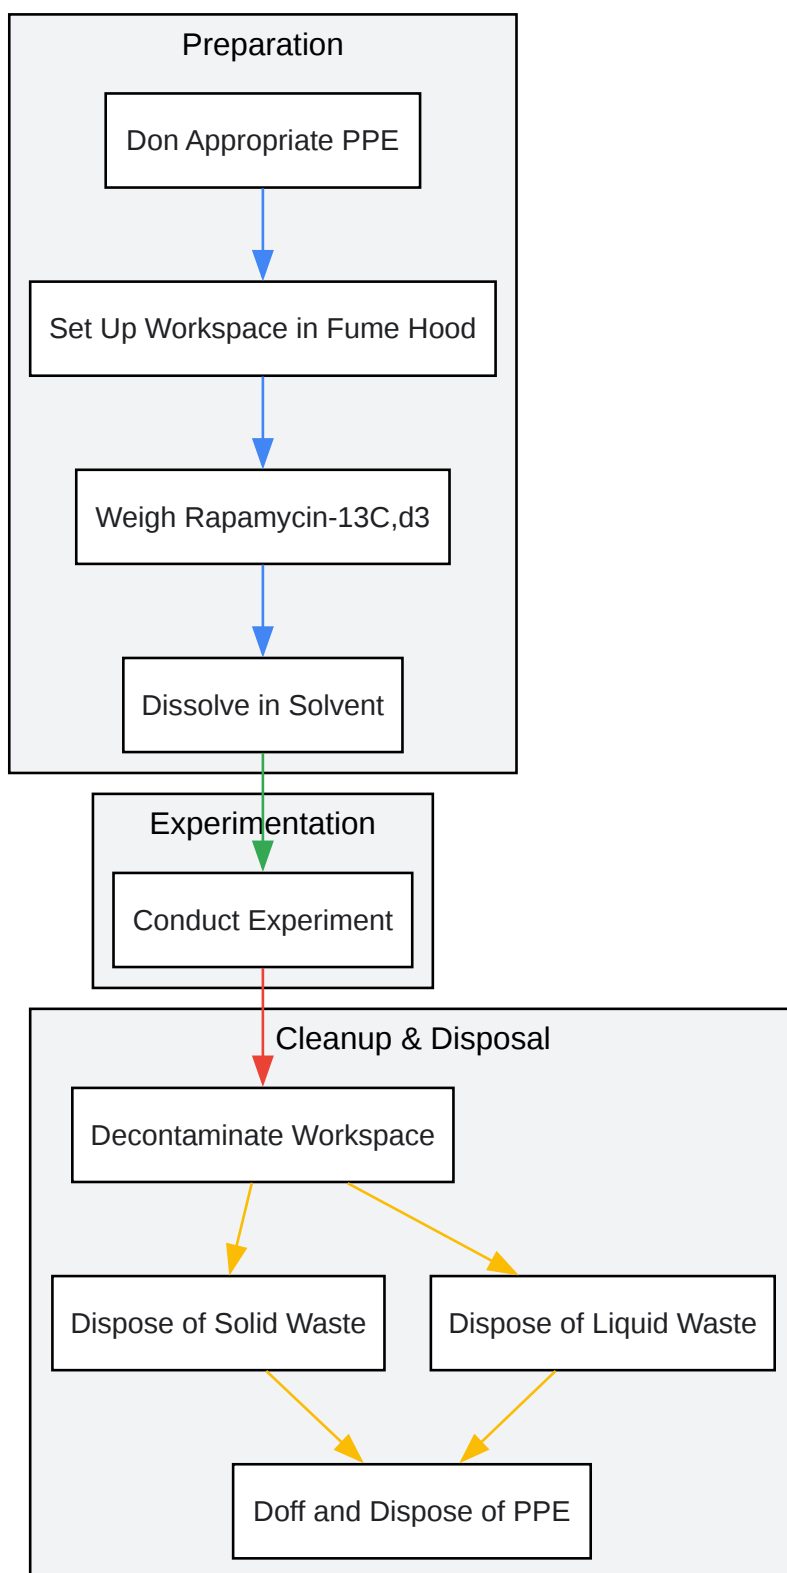 Preparation
Don Appropriate PPE
Set Up Workspace in Fume Hood
Weigh Rapamycin-13C,d3
Dissolve in Solvent
Experimentation
Conduct Experiment
Cleanup & Disposal
Decontaminate Workspace
Dispose of Solid Waste
Dispose of Liquid Waste
Doff and Dispose of PPE